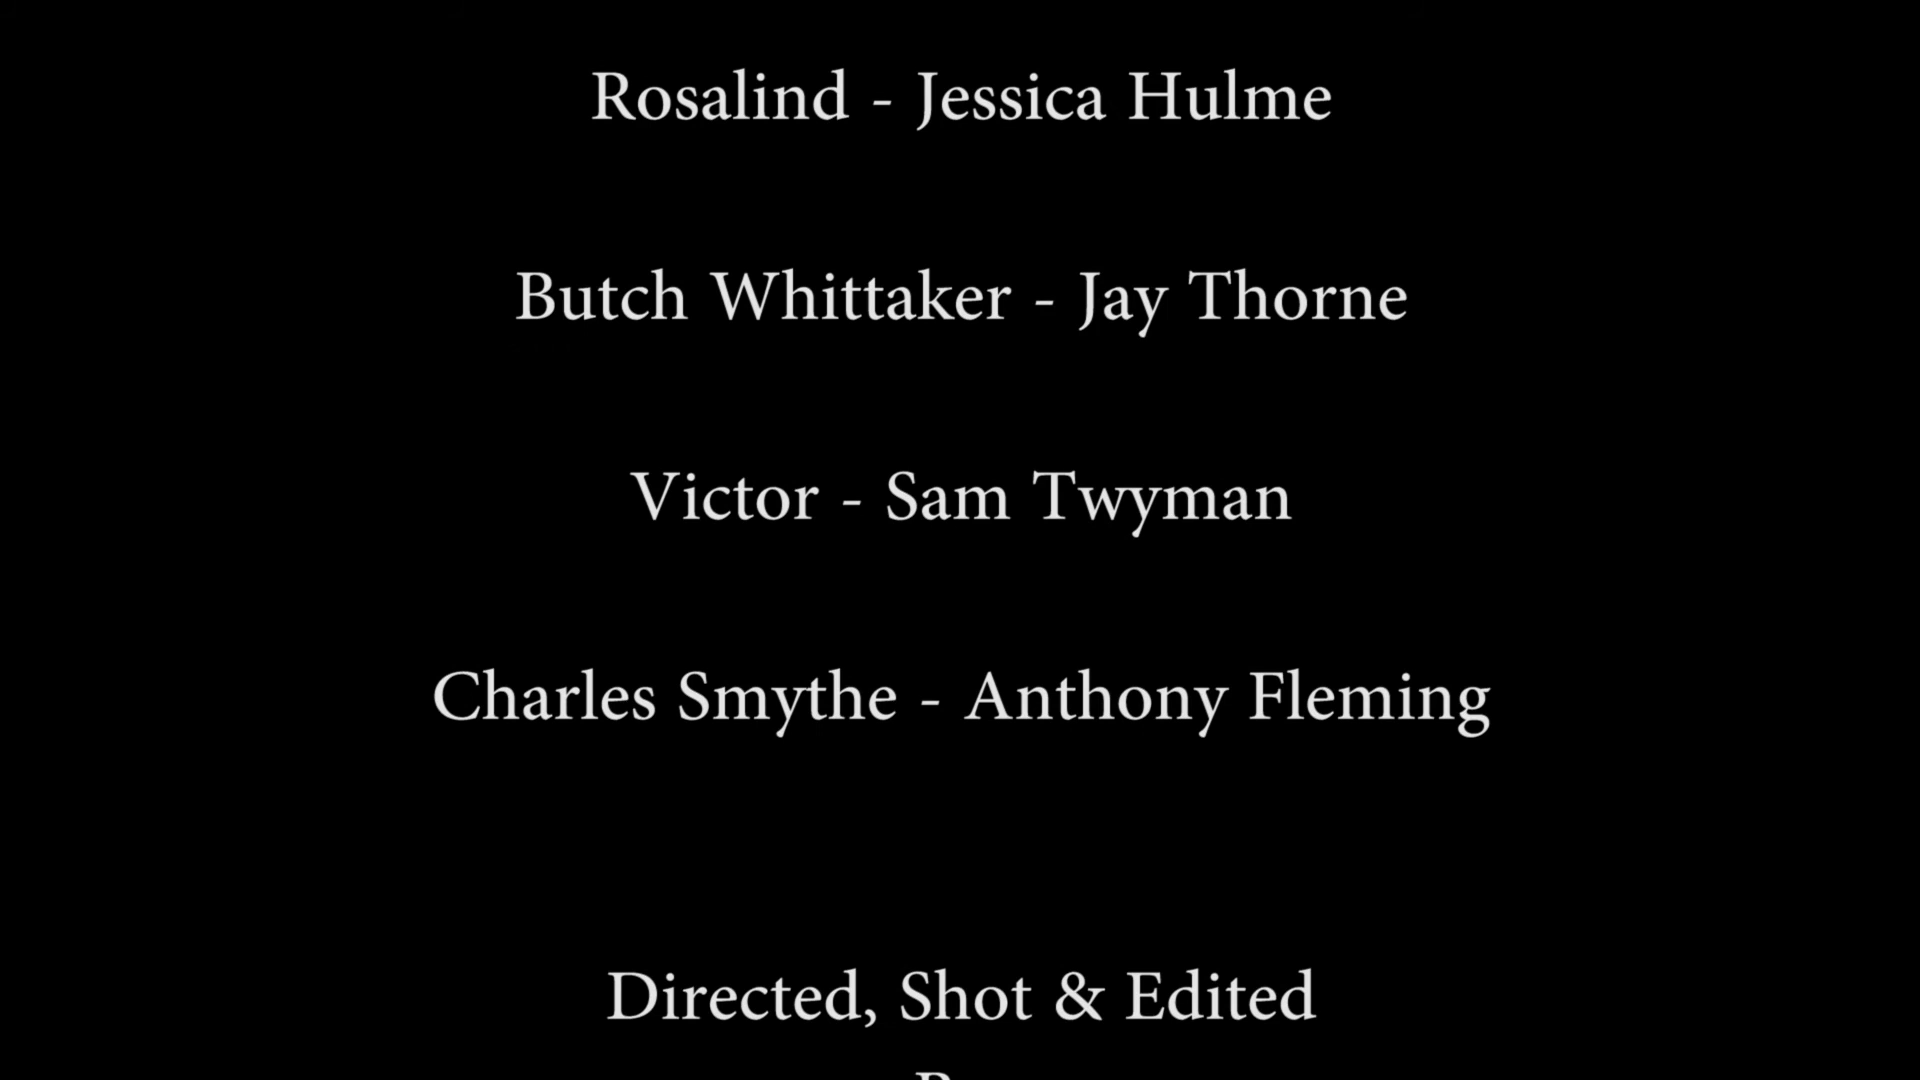 Rosalind - Jessica Hulme
Butch Whittaker - Jay Thorne
Victor - Sam Twyman
Charles Smythe - Anthony Fleming
Directed, Shot & Edited